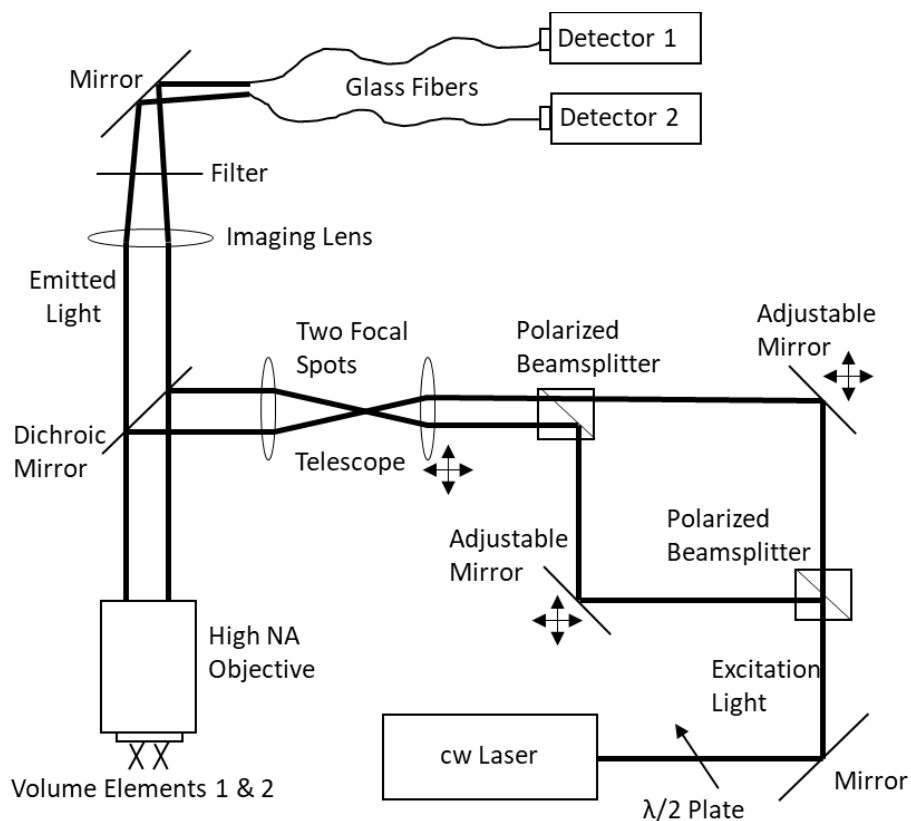 Detector 1
Mirror
Glass Fibers
Detector 2
Filter
Imaging Lens
Emitted
Light
Two Focal
Spots
Polarized
Beamsplitter
Adjustable
Mirror
Dichroic
Mirror
Telescope
Adjustable
Mirror
Polarized
Beamsplitter
High NA
Objective
Excitation
Light
cw Laser
Volume Elements 1 & 2
λ/2 Plate
Mirror